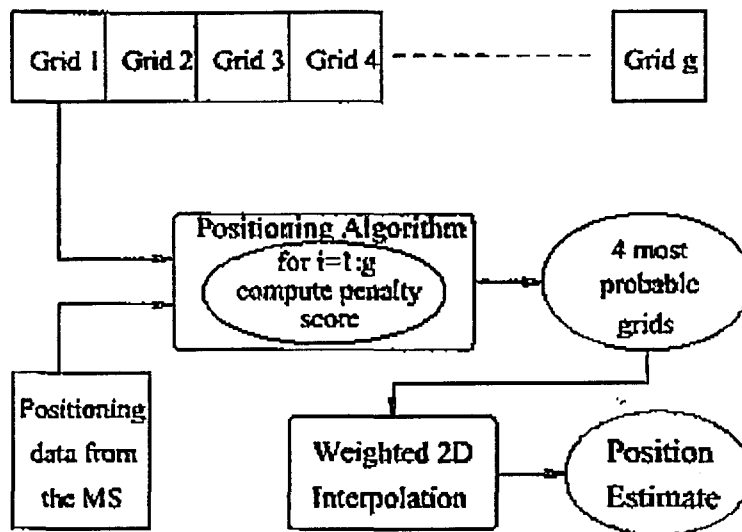 Grid 1 Grid 2 Grid 3 Grid 4 Grid g
Positioning Algorithm
for i=1:g
compute penalty
score
4 most
probable
grids
Positioning
data from
the MS
Weighted 2D
Interpolation
Position
Estimate